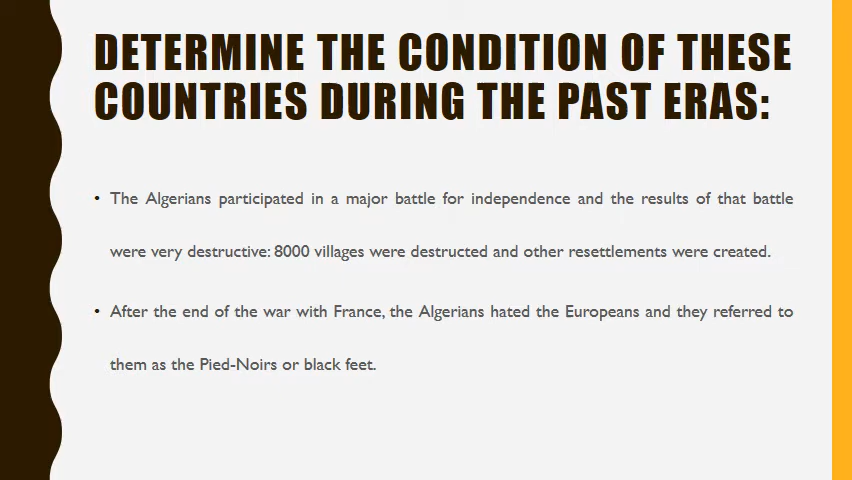 DETERMINE THE CONDITION OF THESE
COUNTRIES DURING THE PAST ERAS:
• The Algerians participated in a major battle for independence and the results of that battle
were very destructive: 8000 villages were destructed and other resettlements were created.
• After the end of the war with France, the Algerians hated the Europeans and they referred to
them as the Pied-Noirs or black feet.